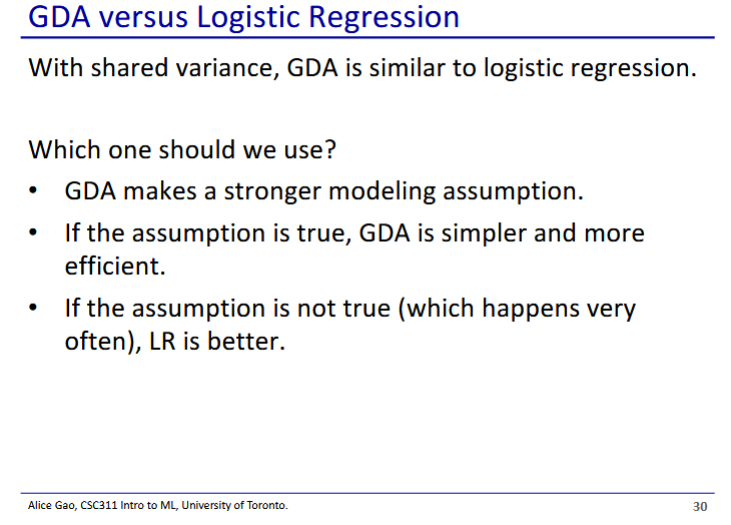 GDA versus Logistic Regression
With shared variance, GDA is similar to logistic regression.
Which one should we use?
• GDA makes a stronger modeling assumption.
• If the assumption is true, GDA is simpler and more
efficient.
• If the assumption is not true (which happens very
often), LR is better.
Alice Gao, CSC311 Intro to ML, University of Toronto.
30